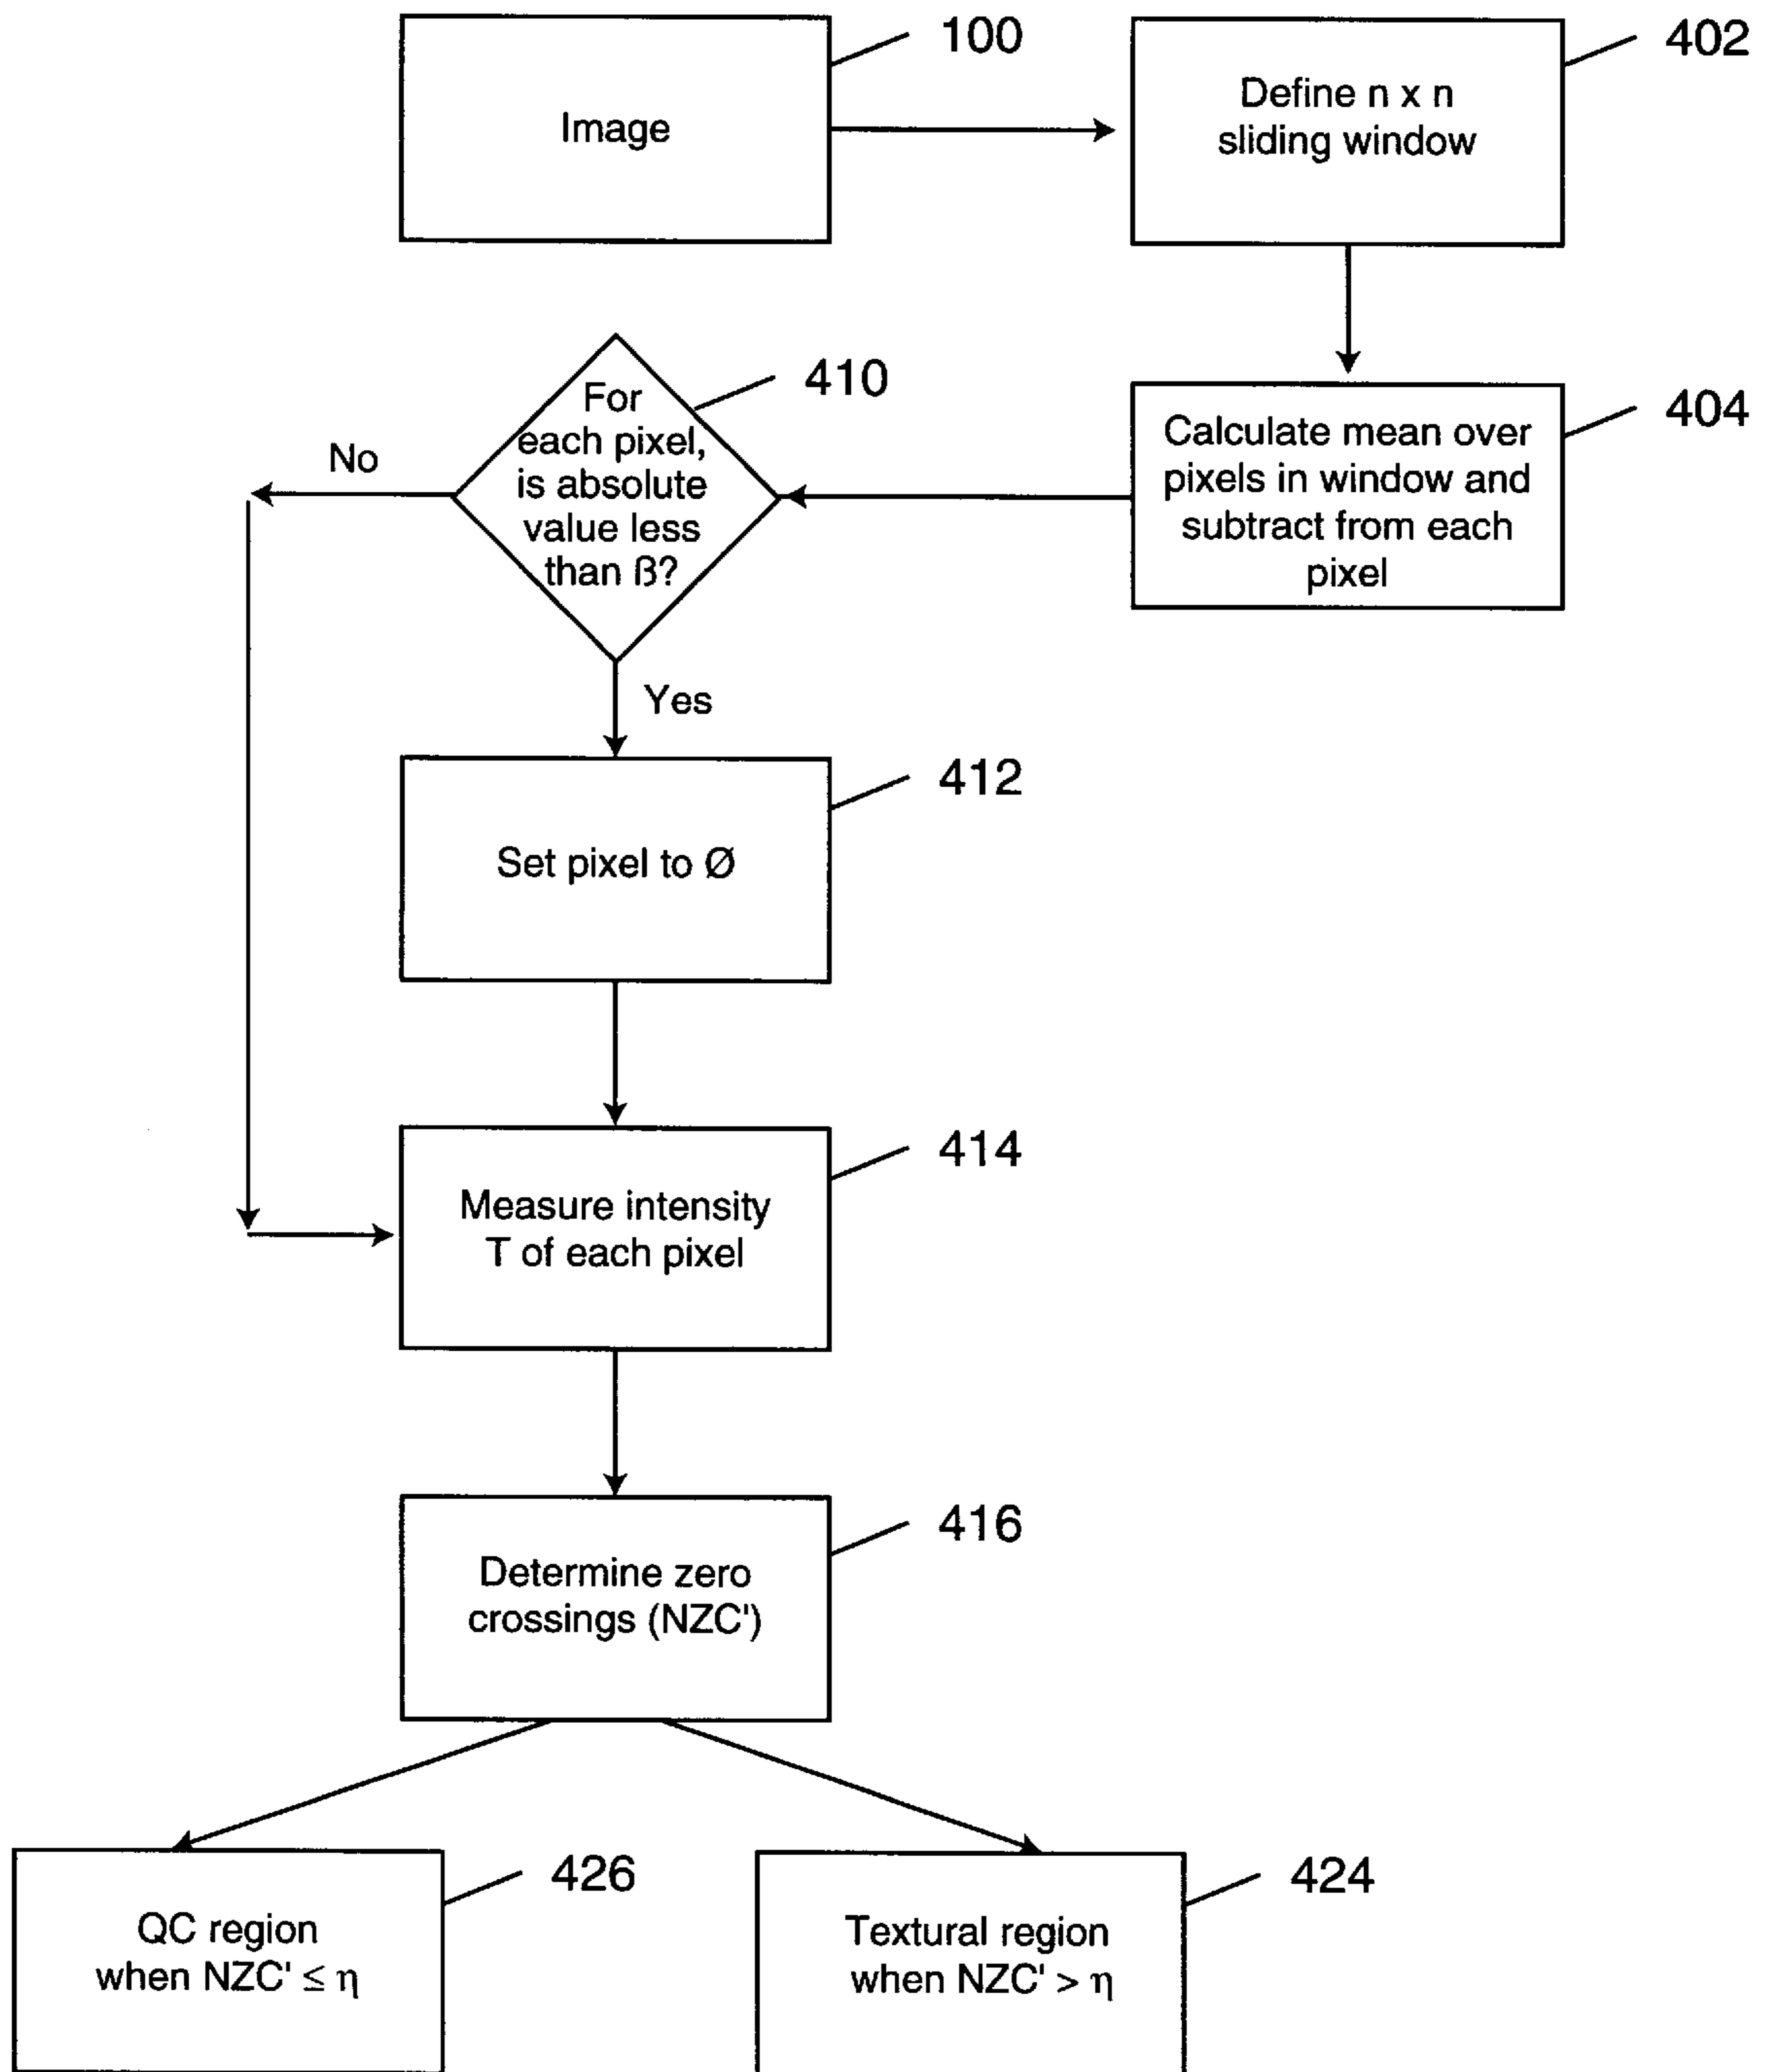 100
Image
402
Define n x n
sliding window
404
Calculate mean over
pixels in window and
subtract from each
pixel
410
For
each pixel,
is absolute
value less
than ß?
No
Yes
412
Set pixel to Ø
414
Measure intensity
T of each pixel
416
Determine zero
crossings (NZC')
426
QC region
when NZC' ≤ η
424
Textural region
when NZC' > η